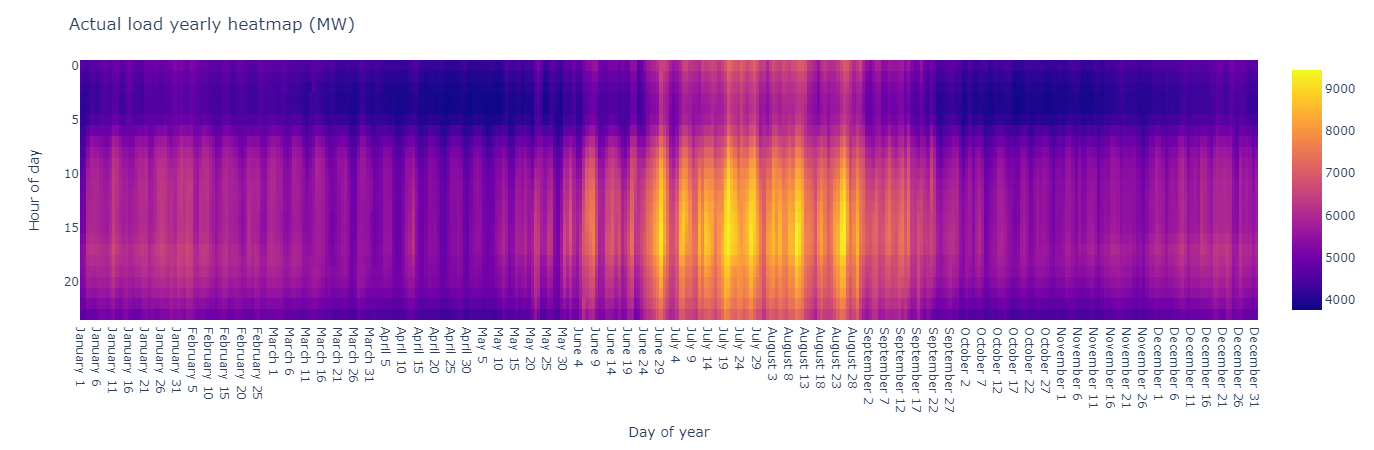 Actual load yearly heatmap (MW)
0
5
10
15
20
Hour of day
January 1
January 6
January 11
January 16
January 21
January 26
January 31
February 5
February 10
February 15
February 20
February 25
March 1
March 6
March 11
March 16
March 21
March 26
March 31
April 5
April 10
April 15
April 20
April 25
April 30
May 5
May 10
May 15
May 20
May 25
May 30
June 4
June 9
June 14
June 19
June 24
June 29
July 4
July 9
July 14
July 19
July 24
July 29
August 3
August 8
August 13
August 18
August 23
August 28
September 2
September 7
September 12
September 17
September 22
September 27
October 2
October 7
October 12
October 17
October 22
October 27
November 1
November 6
November 11
November 16
November 21
November 26
December 1
December 6
December 11
December 16
December 21
December 26
December 31
Day of year
9000
8000
7000
6000
5000
4000